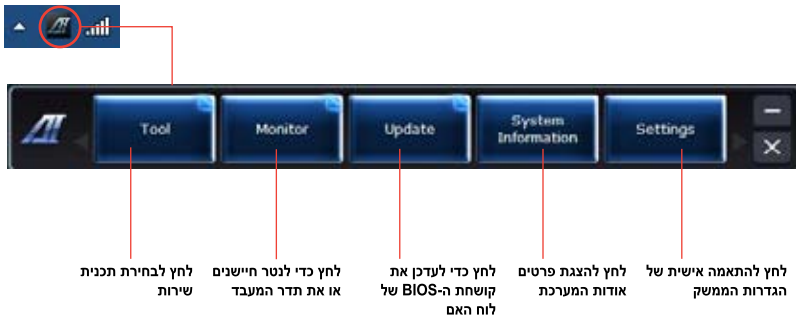 Tool
Monitor
Update
System
Information
Settings
לחץ לבחירת תכנית
שירות
לחץ כדי לנטר חיישנים
או את תדר המעבד
לחץ כדי לעדכן את
קושחת ה-BIOS של
לוח האם
לחץ להצגת פרטים
אודות המערכת
לחץ להתאמה אישית של
הגדרות הממשק